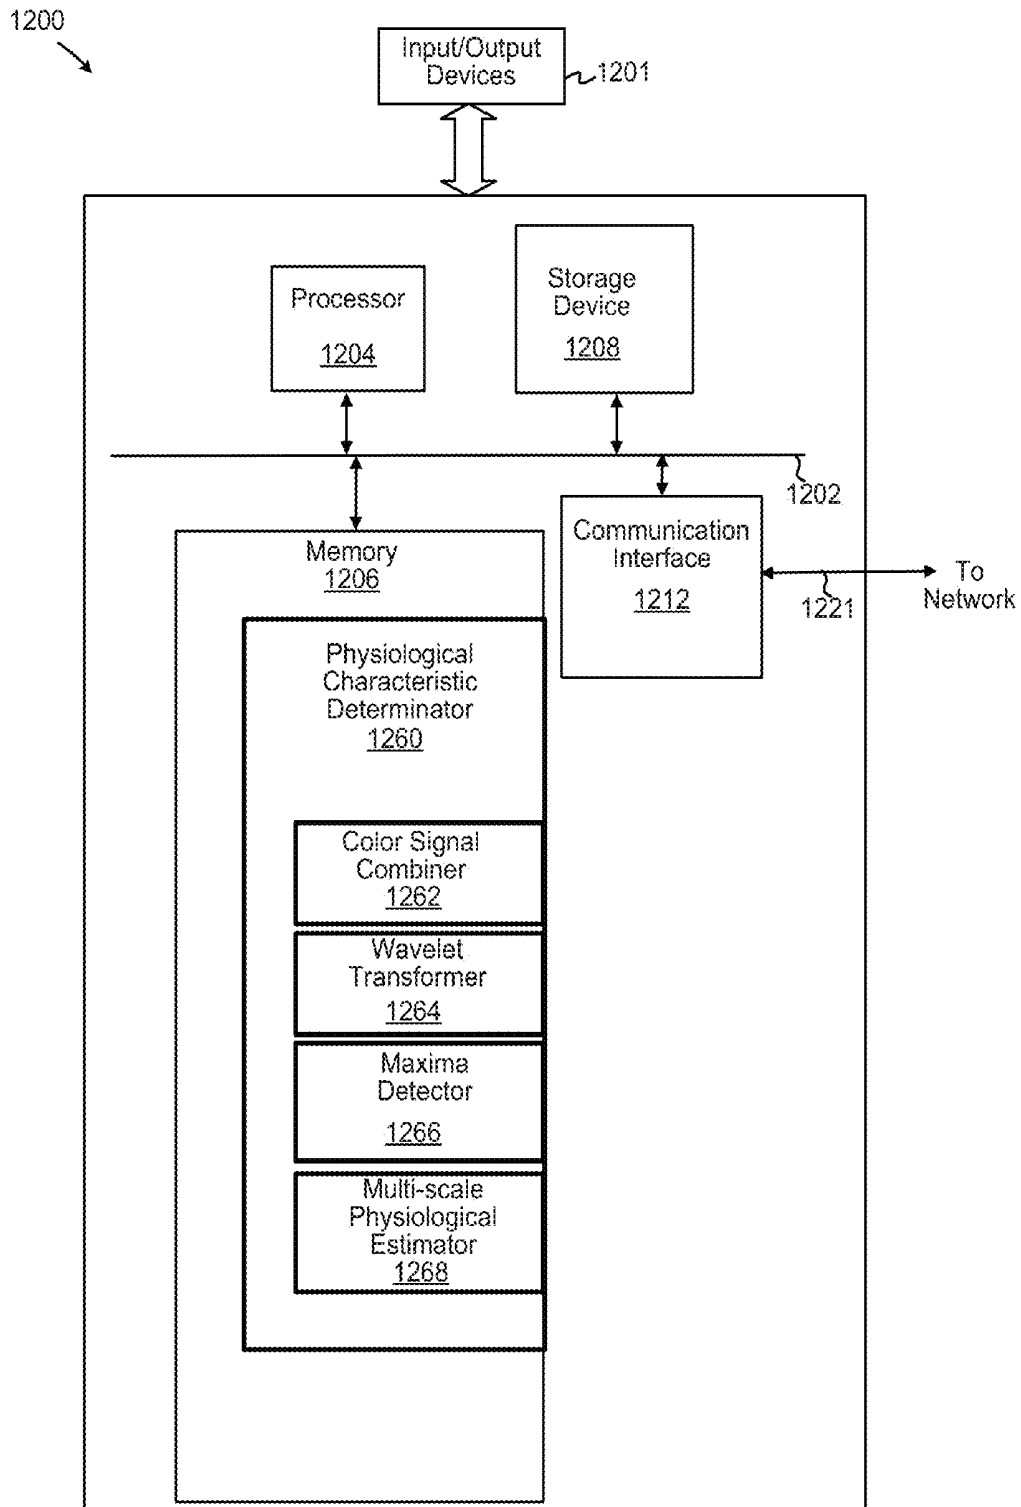 1200
Input/Output
Devices
1201
Processor
1204
Storage
Device
1208
1202
Memory
1206
Communication
Interface
1212
1221
To
Network
Physiological
Characteristic
Determinator
1260
Color Signal
Combiner
1262
Wavelet
Transformer
1264
Maxima
Detector
1266
Multi-scale
Physiological
Estimator
1268